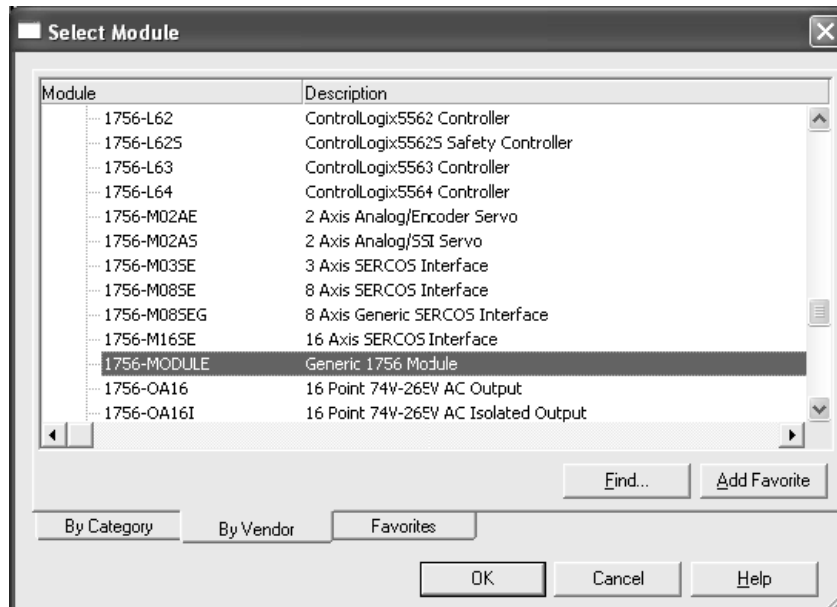 Select Module
Module Description
1756-L62 ControlLogix5562 Controller
1756-L62S ControlLogix5562S Safety Controller
1756-L63 ControlLogix5563 Controller
1756-L64 ControlLogix5564 Controller
1756-M02AE 2 Axis Analog/Encoder Servo
1756-M02AS 2 Axis Analog/SSI Servo
1756-M03SE 3 Axis SERCOS Interface
1756-M08SE 8 Axis SERCOS Interface
1756-M08SEG 8 Axis Generic SERCOS Interface
1756-M16SE 16 Axis SERCOS Interface
1756-MODULE Generic 1756 Module
1756-OA16 16 Point 74V-265V AC Output
1756-OA16I 16 Point 74V-265V AC Isolated Output
Find... Add Favorite
By Category By Vendor Favorites
OK Cancel Help